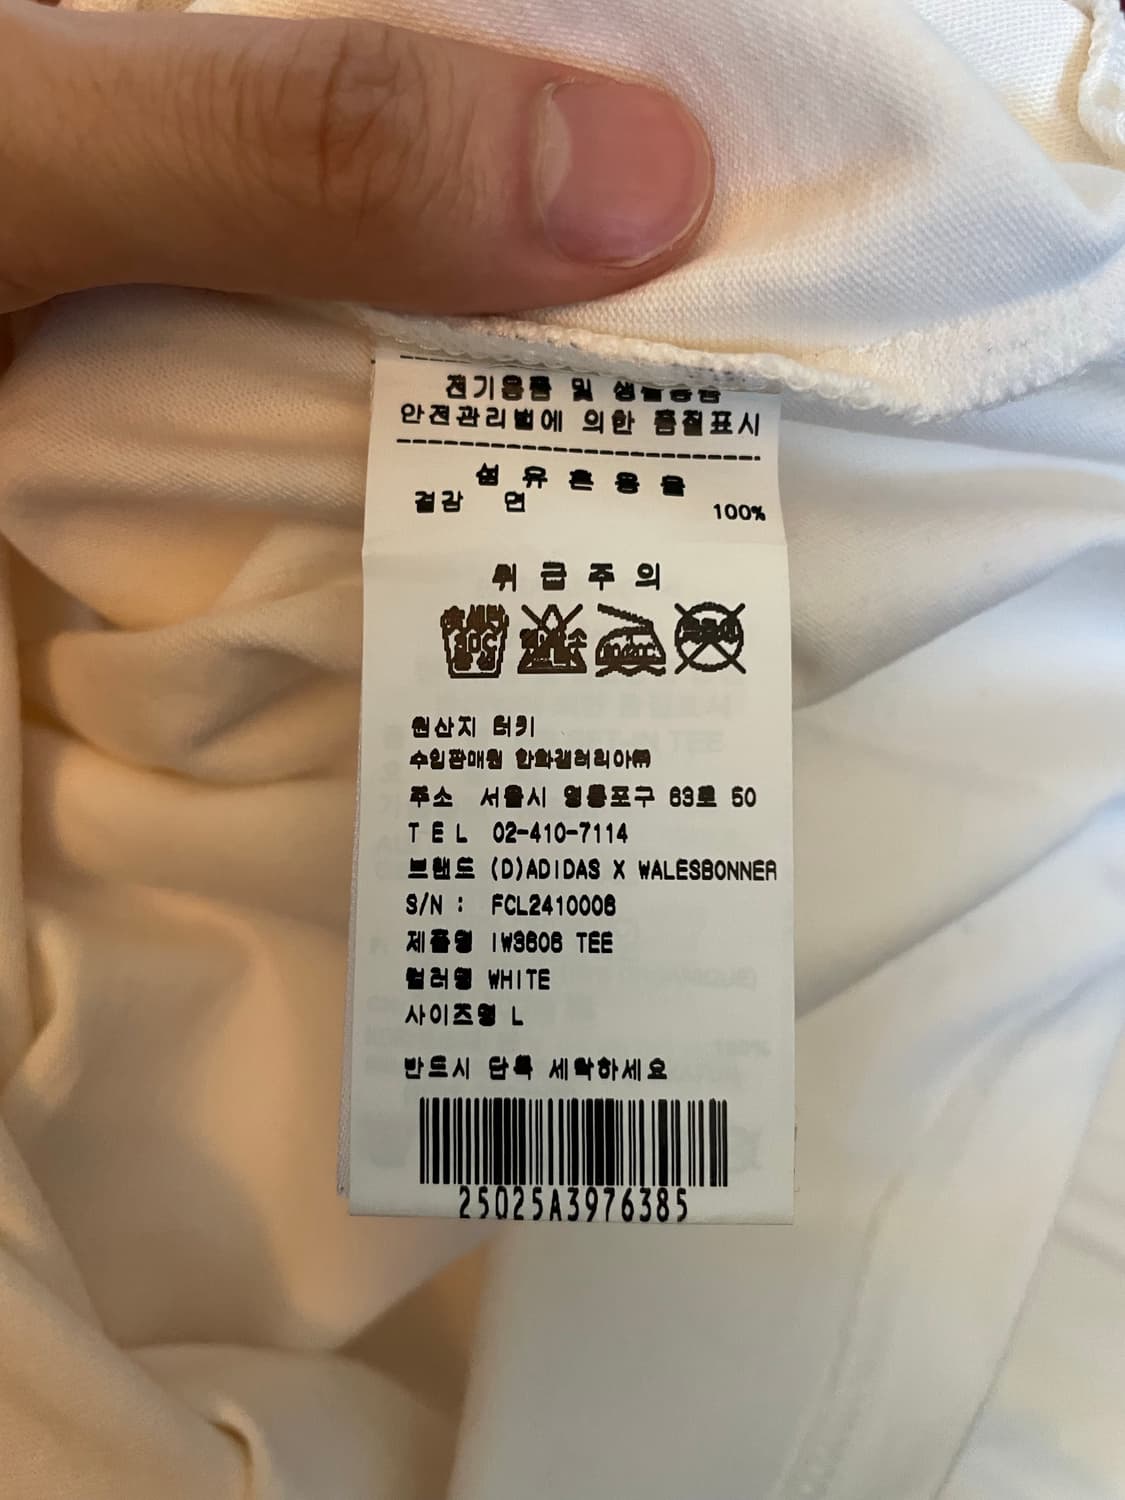 전기용품 및 생활용품
안전관리법에 의한 품질표시
섬유혼용율
겉감 면 100%
취급주의
원산지 터키
수입판매원 한화갤러리아㈜
주소 서울시 영등포구 63로 50
TEL 02-410-7114
브랜드 (D)ADIDAS X WALESBONNER
S/N : FCL2410006
제품명 IW3606 TEE
컬러명 WHITE
사이즈명 L
반드시 단독 세탁하세요
25025A3976385